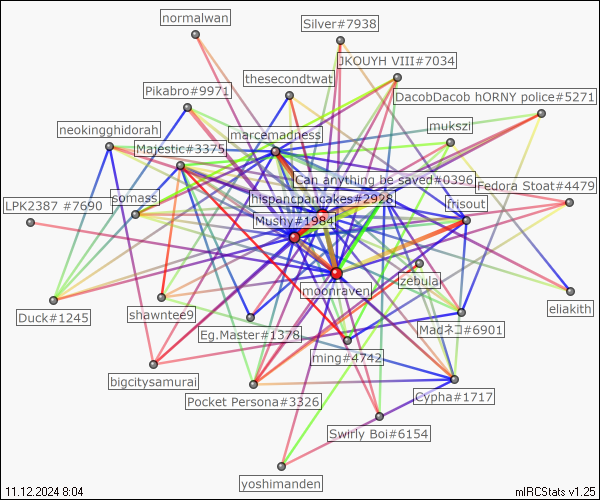 normalwan
Silver#7938
JKOUYH VIII#7034
thesecondtwat
Pikabro#9971
DacobDacob hORNY police#5271
neokingghidorah
marcemadness
mukszi
Majestic#3375
Can anything be saved#0396
Fedora Stoat#4479
LPK2387 #7690
somass
hispancpancakes#2928
frisout
Mushy#1984
moonraven
zebula
Duck#1245
shawntee9
eliakith
Eg.Master#1378
Madネコ#6901
ming#4742
bigcitysamurai
Pocket Persona#3326
Cypha#1717
Swirly Boi#6154
yoshimanden
11.12.2024 8:04
mIRCStats v1.25